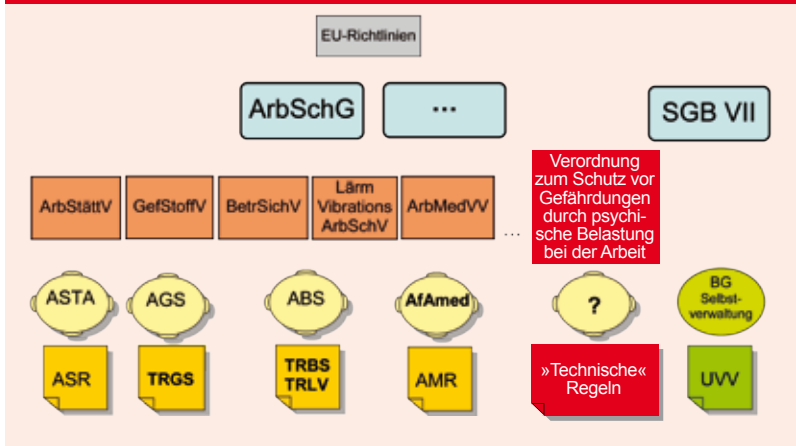 EU-Richtlinien
ArbSchG
...
SGB VII
ArbStättV
GefStoffV
BetrSichV
Lärm
Vibrations
ArbSchV
ArbMedVV
...
Verordnung
zum Schutz vor
Gefährdungen
durch psychi-
sche Belastung
bei der Arbeit
ASTA
AGS
ABS
AfAmed
?
BG
Selbst-
verwaltung
ASR
TRGS
TRBS
TRLV
AMR
»Technische«
Regeln
UVV